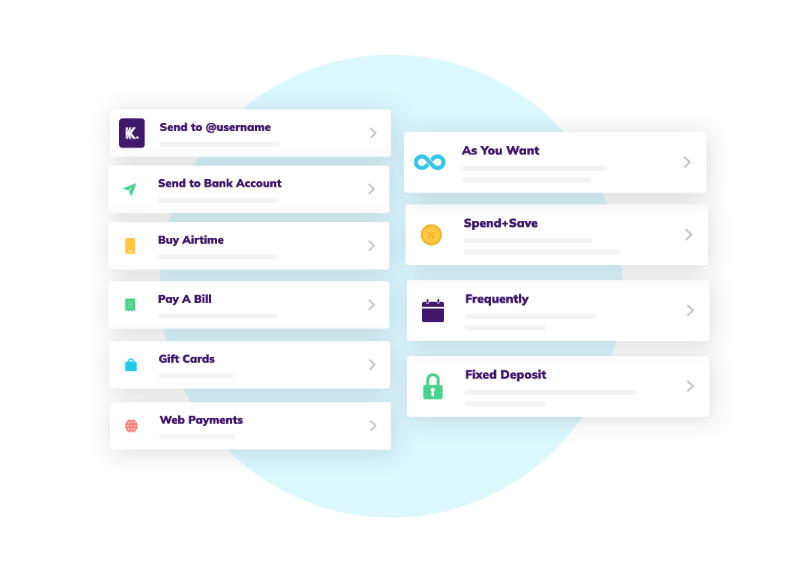 K.
Send to @username
Send to Bank Account
Buy Airtime
Pay A Bill
Gift Cards
Web Payments
As You Want
Spend+Save
Frequently
Fixed Deposit